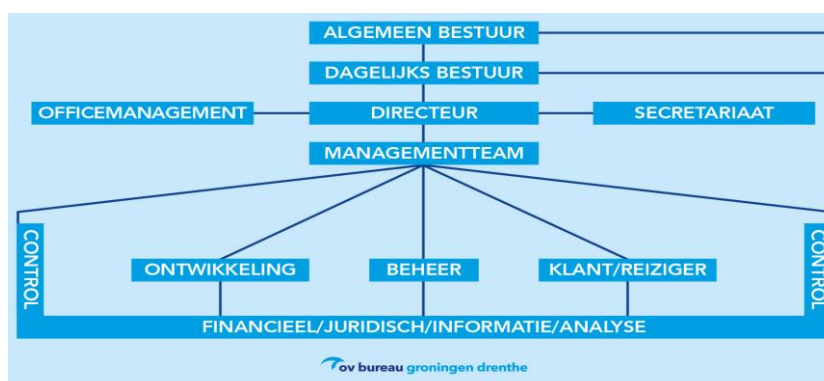 ALGEMEEN BESTUUR
DAGELIJKS BESTUUR
OFFICEMANAGEMENT
DIRECTEUR
SECRETARIAAT
MANAGEMENTTEAM
CONTROL
CONTROL
ONTWIKKELING
BEHEER
KLANT/REIZIGER
FINANCIEEL/JURIDISCH/INFORMATIE/ANALYSE
ov bureau groningen drenthe